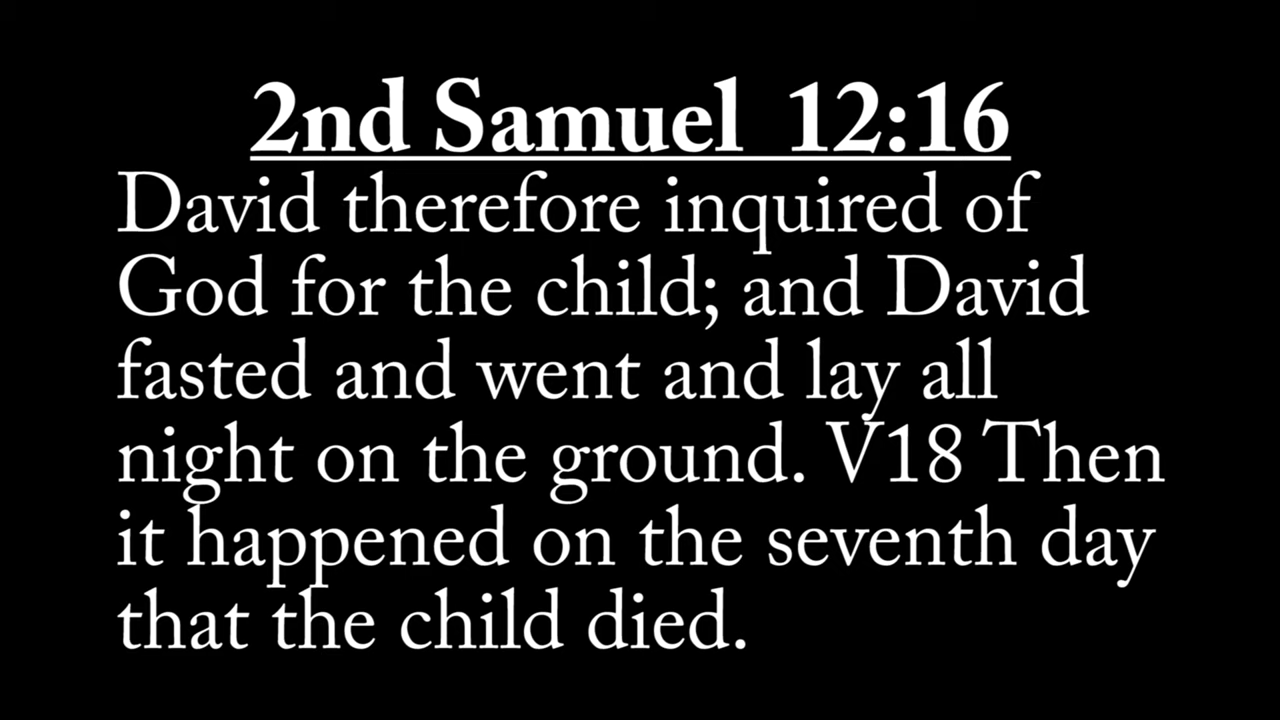 2nd Samuel 12:16
David therefore inquired of
God for the child; and David
fasted and went and lay all
night on the ground. V18 Then
it happened on the seventh day
that the child died.